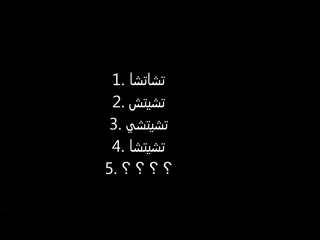 1. تشاتشا
2. تشيتش
3. تشيتشي
4. تشيتشا
5. ؟ ؟ ؟ ؟